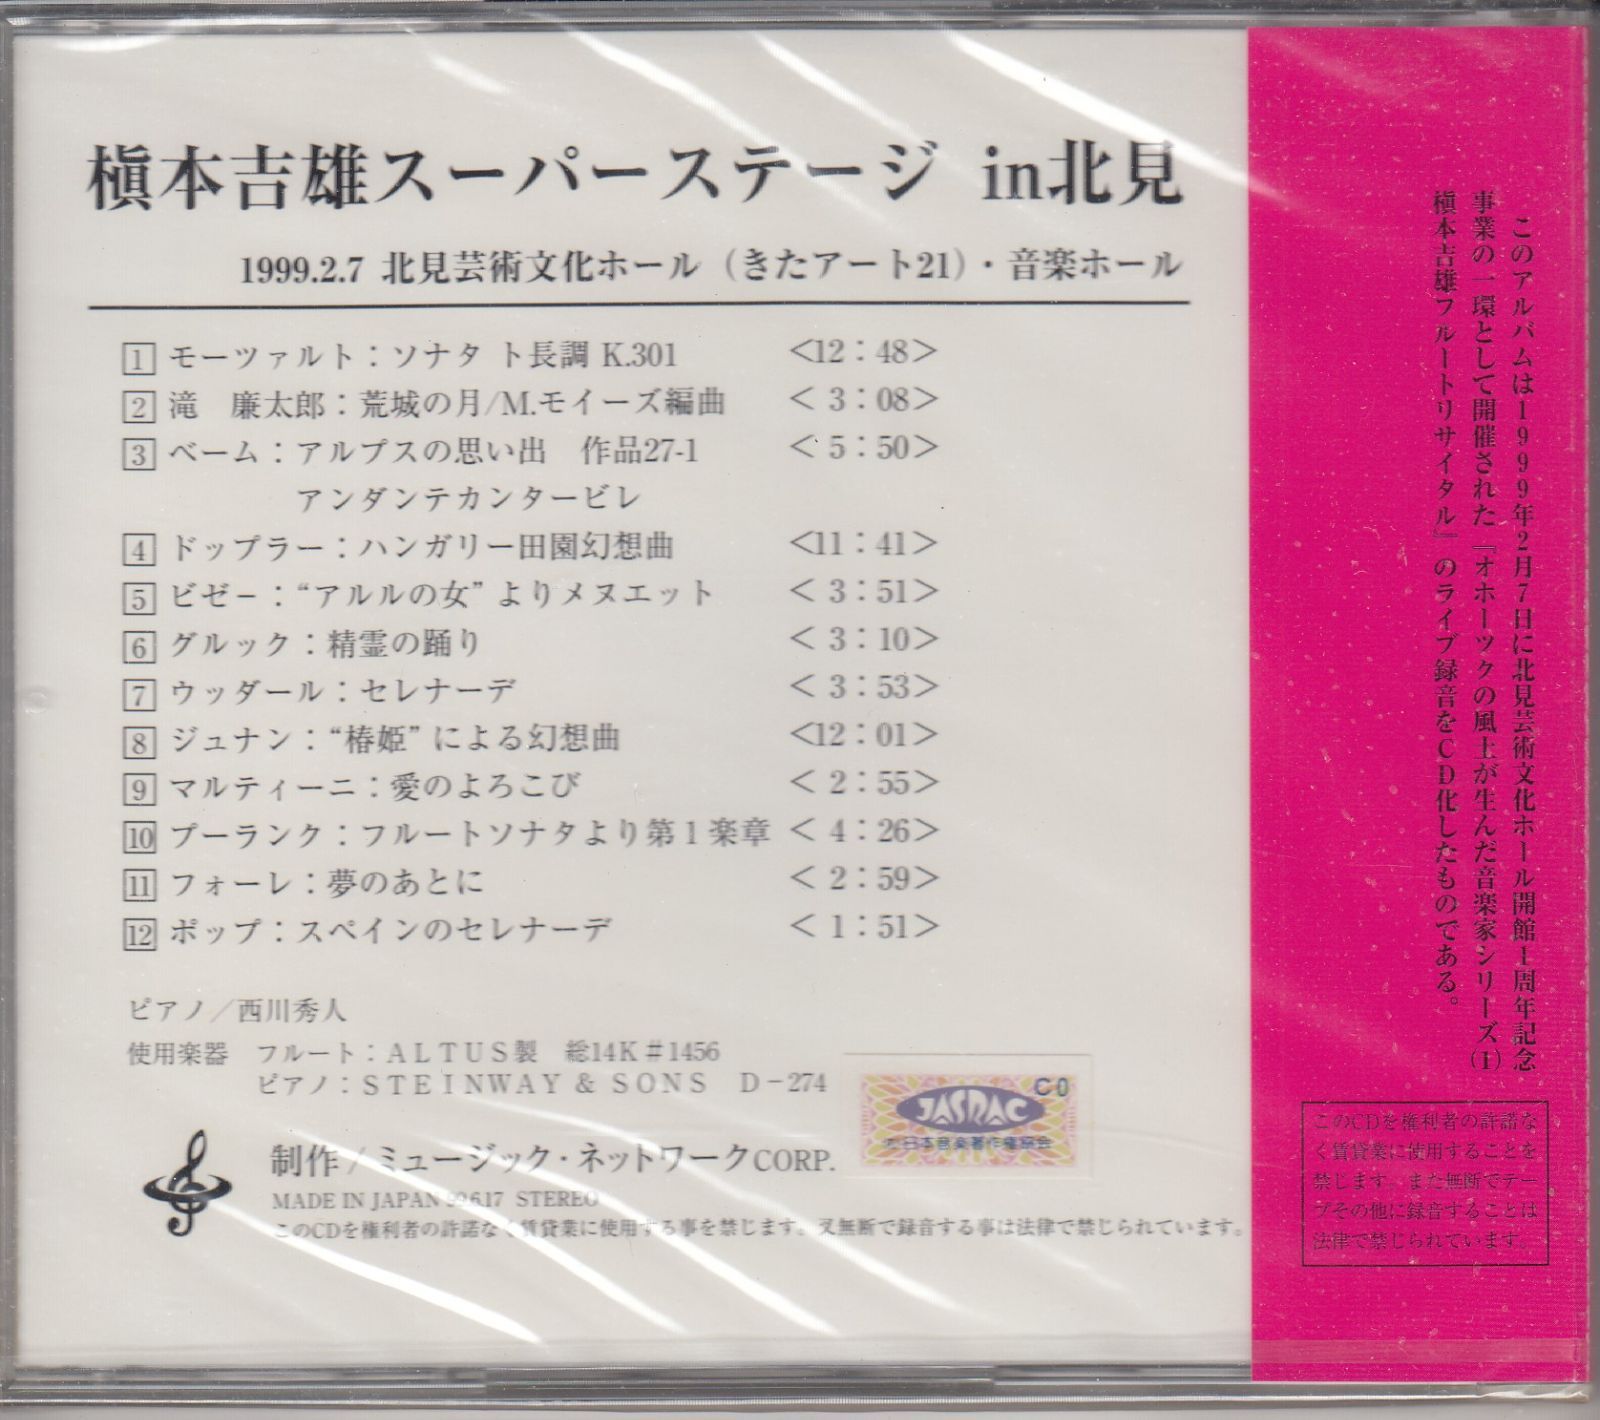 槇本吉雄スーパーステージ in北見
1999.2.7 北見芸術文化ホール（きたアート21）・音楽ホール
1 モーツァルト：ソナタ ト長調 K.301 <12：48>
2 滝 廉太郎：荒城の月/M.モイーズ編曲 < 3：08>
3 ベーム：アルプスの思い出 作品27-1 < 5：50>
アンダンテカンタービレ
4 ドップラー：ハンガリー田園幻想曲 <11：41>
5 ビゼー：“アルルの女”よりメヌエット < 3：51>
6 グルック：精霊の踊り < 3：10>
7 ウッダール：セレナーデ < 3：53>
8 ジュナン：“椿姫”による幻想曲 <12：01>
9 マルティーニ：愛のよろこび < 2：55>
10 プーランク：フルートソナタより第1楽章 < 4：26>
11 フォーレ：夢のあとに < 2：59>
12 ポップ：スペインのセレナーデ < 1：51>
ピアノ／西川秀人
使用楽器 フルート：ALTUS製 総14K＃1456
ピアノ：STEINWAY & SONS D－274
JASRAC
CO
日本音楽著作権協会
制作/ミュージック・ネットワークCORP.
MADE IN JAPAN 99.6.17 STEREO
このCDを権利者の許諾なく賃貸業に使用する事を禁じます。又無断で録音する事は法律で禁じられています。
このアルバムは1999年2月7日に北見芸術文化ホール開館1周年記念
事業の一環として開催された『オホーツクの風土が生んだ音楽家シリーズ(1)
槇本吉雄フルートリサイタル』のライブ録音をCD化したものである。
このCDを権利者の許諾な
く賃貸業に使用することを
禁じます。また無断でテー
プその他に録音することは
法律で禁じられています。